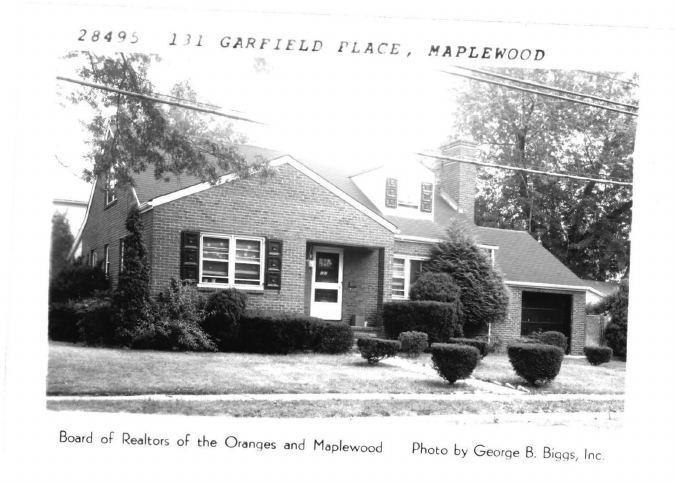 28495 131 GARFIELD PLACE, MAPLEWOOD
Board of Realtors of the Oranges and Maplewood Photo by George B. Biggs, Inc.